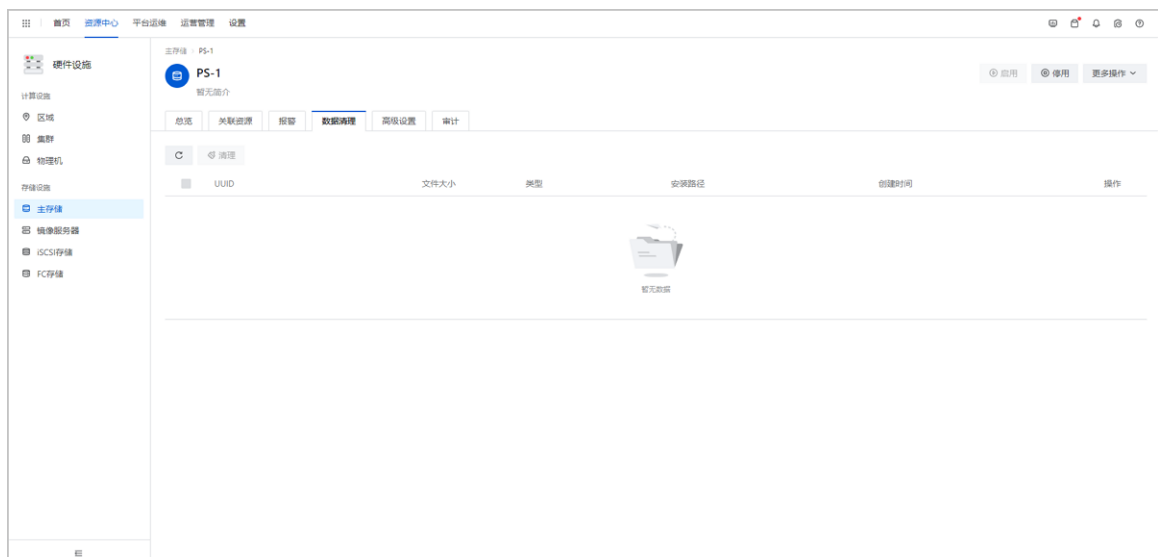 首页 资源中心 平台运维 运营管理 设置
硬件设施
计算设施
区域
集群
物理机
存储设施
主存储
镜像服务器
iSCSI存储
FC存储
主存储 > PS-1
PS-1
暂无简介
启用 停用 更多操作
总览 关联资源 报警 数据清理 高级设置 审计
清理
UUID 文件大小 类型 安装路径 创建时间 操作
暂无数据